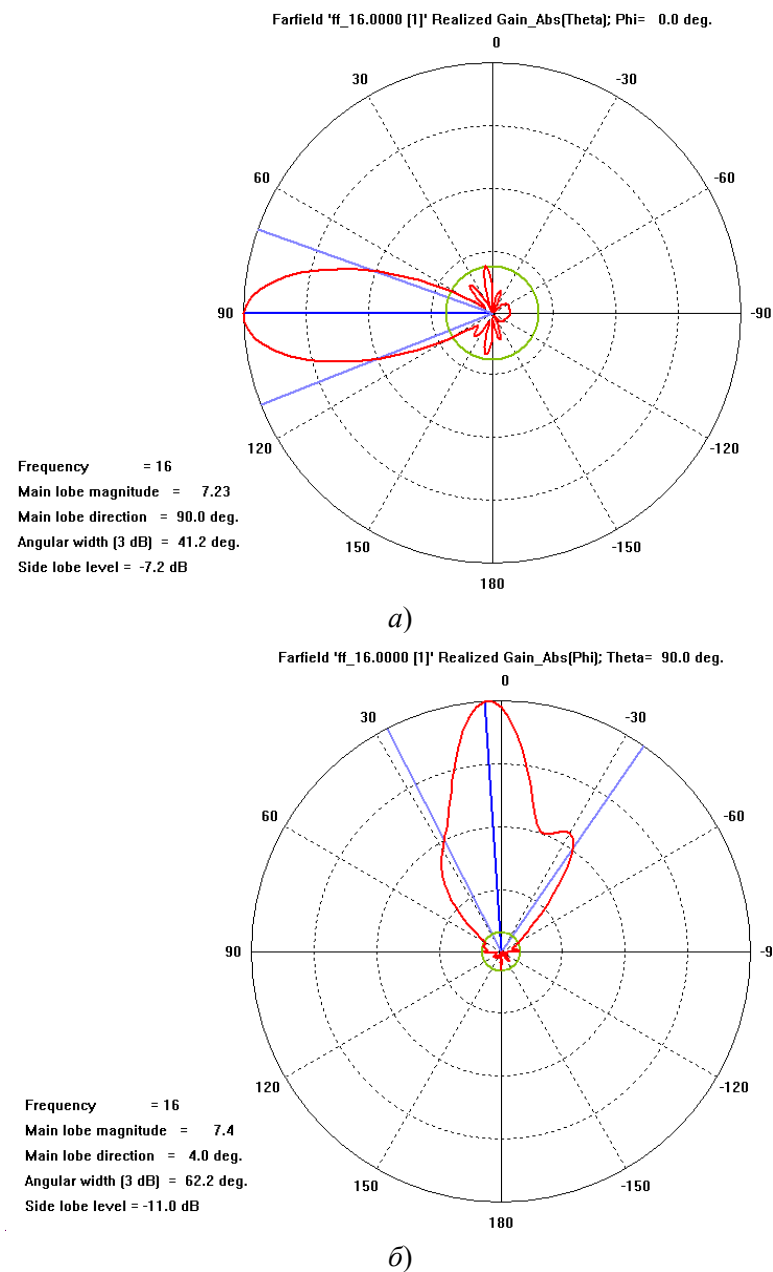 Farfield 'ff_16.0000 [1]' Realized Gain_Abs(Theta); Phi= 0.0 deg.
0
30
-30
60
-60
90
-90
120
-120
150
-150
180
Frequency = 16
Main lobe magnitude = 7.23
Main lobe direction = 90.0 deg.
Angular width (3 dB) = 41.2 deg.
Side lobe level = -7.2 dB
а)
Farfield 'ff_16.0000 [1]' Realized Gain_Abs(Phi); Theta= 90.0 deg.
0
30
-30
60
-60
90
-9
120
-120
150
-150
180
Frequency = 16
Main lobe magnitude = 7.4
Main lobe direction = 4.0 deg.
Angular width (3 dB) = 62.2 deg.
Side lobe level = -11.0 dB
б)